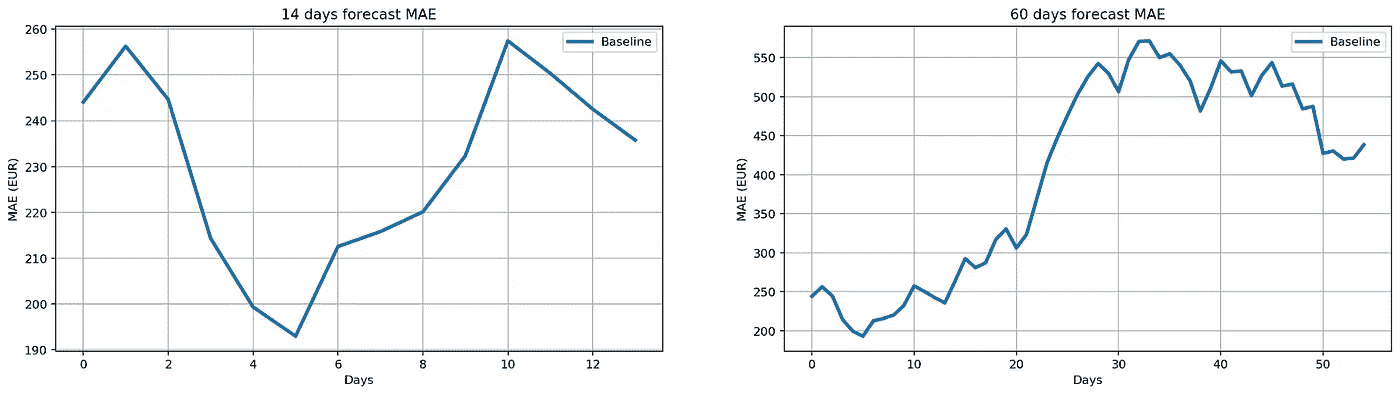 14 days forecast MAE
Baseline
MAE (EUR)
260
250
240
230
220
210
200
190
0 2 4 6 8 10 12
Days
60 days forecast MAE
Baseline
MAE (EUR)
550
500
450
400
350
300
250
200
0 10 20 30 40 50
Days